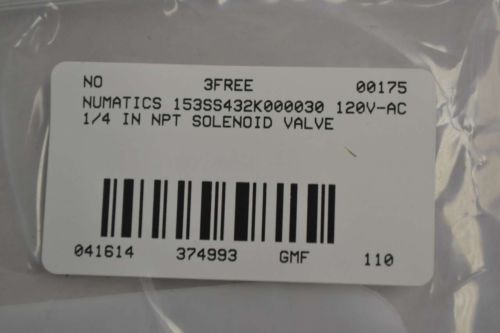 NO 3FREE 00175
NUMATICS 153SS432K000030 120V-AC
1/4 IN NPT SOLENOID VALVE
041614 374993 GMF 110